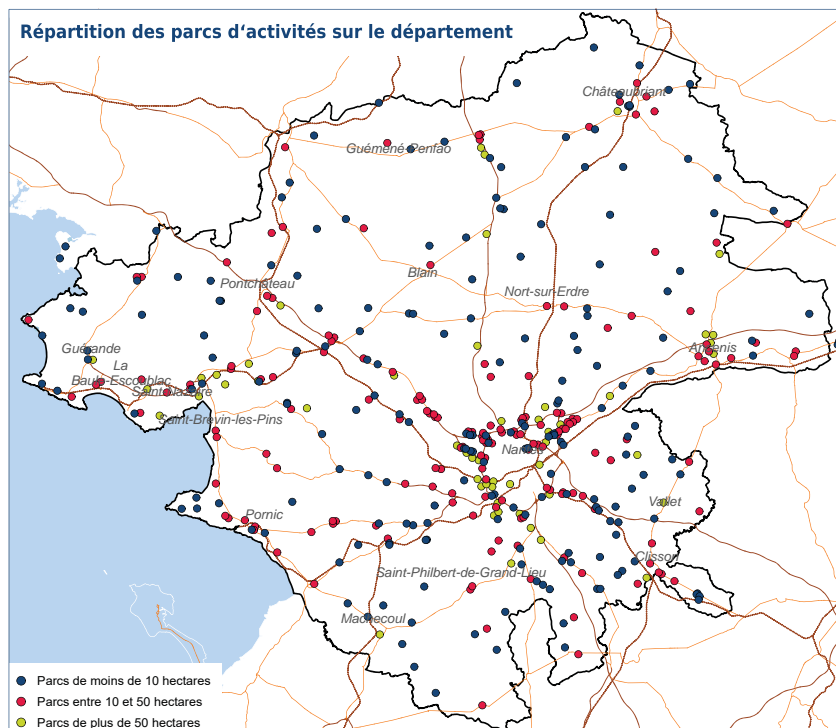 Répartition des parcs d'activités sur le département
Châteaubriant
Guémené-Penfao
Blain
Pontchâteau
Nort-sur-Erdre
Guérande
La
Baule-Escoublac
Saint-Nazaire
Ancenis
Saint-Brevin-les-Pins
Nantes
Vallet
Pornic
Clisson
Saint-Philbert-de-Grand-Lieu
Machecoul
Parcs de moins de 10 hectares
Parcs entre 10 et 50 hectares
Parcs de plus de 50 hectares